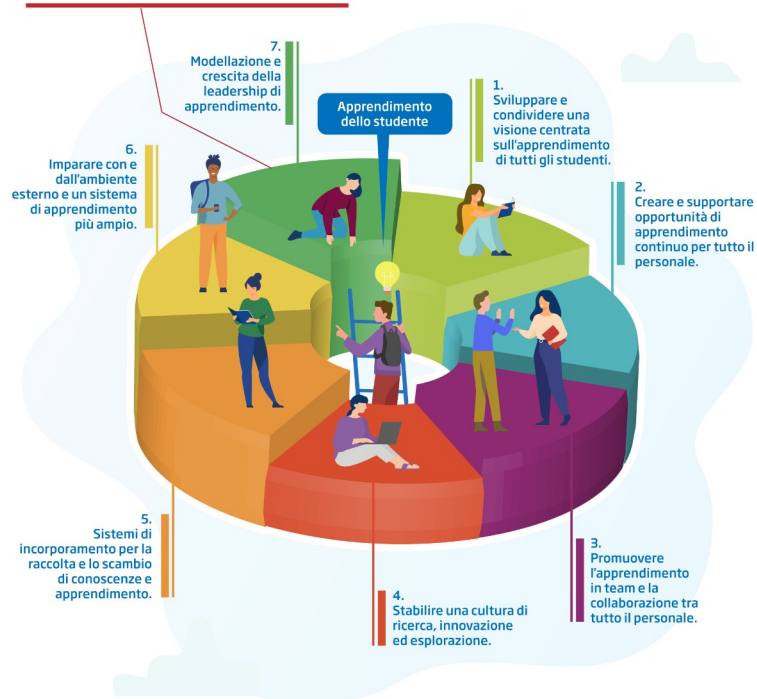 Apprendimento
dello studente
1.
Sviluppare e
condividere una
visione centrata
sull'apprendimento
di tutti gli studenti.
2.
Creare e supportare
opportunità di
apprendimento
continuo per tutto il
personale.
3.
Promuovere
l'apprendimento
in team e la
collaborazione tra
tutto il personale.
4.
Stabilire una cultura di
ricerca, innovazione
ed esplorazione.
5.
Sistemi di
incorporamento per la
raccolta e lo scambio
di conoscenze e
apprendimento.
6.
Imparare con e
dall'ambiente
esterno e un sistema
di apprendimento
più ampio.
7.
Modellazione e
crescita della
leadership di
apprendimento.